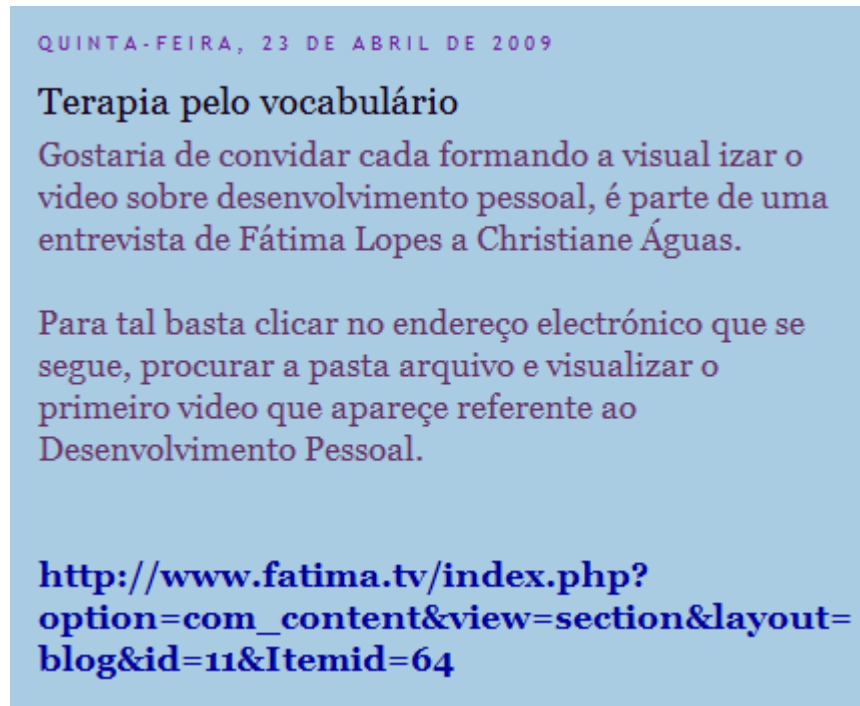 QUINTA-FEIRA, 23 DE ABRIL DE 2009
Terapia pelo vocabulário
Gostaria de convidar cada formando a visual izar o
video sobre desenvolvimento pessoal, é parte de uma
entrevista de Fátima Lopes a Christiane Águas.
Para tal basta clicar no endereço electrónico que se
segue, procurar a pasta arquivo e visualizar o
primeiro video que apareçe referente ao
Desenvolvimento Pessoal.
http://www.fatima.tv/index.php?
option=com_content&view=section&layout=
blog&id=11&Itemid=64